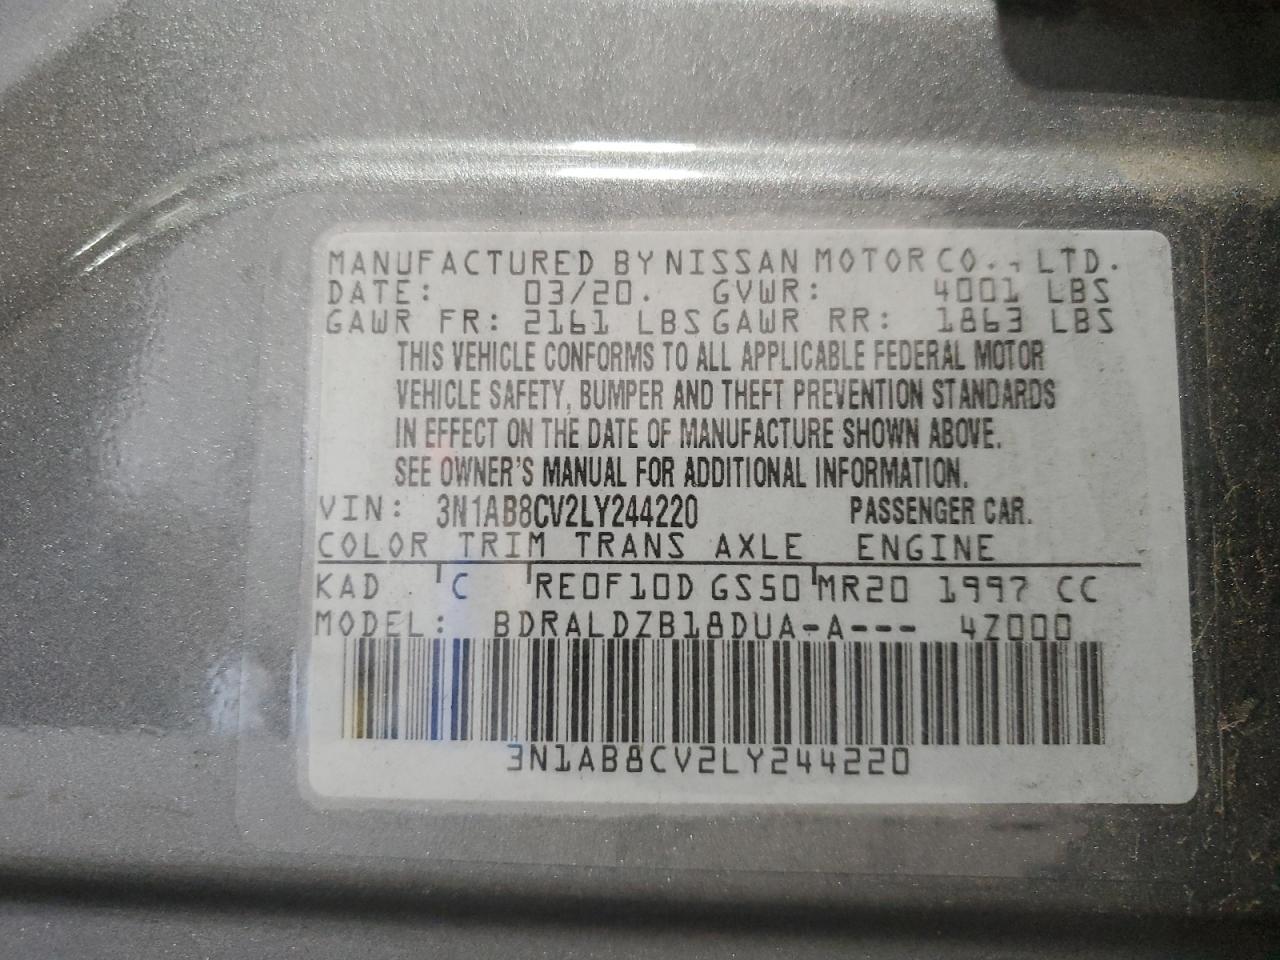 MANUFACTURED BY NISSAN MOTOR CO., LTD.
DATE: 03/20. GVWR: 4001 LBS
GAWR FR: 2161 LBS GAWR RR: 1863 LBS
THIS VEHICLE CONFORMS TO ALL APPLICABLE FEDERAL MOTOR
VEHICLE SAFETY, BUMPER AND THEFT PREVENTION STANDARDS
IN EFFECT ON THE DATE OF MANUFACTURE SHOWN ABOVE.
SEE OWNER'S MANUAL FOR ADDITIONAL INFORMATION.
VIN: 3N1AB8CV2LY244220 PASSENGER CAR.
COLOR TRIM TRANS AXLE ENGINE
KAD C RE0F10D GS50 MR20 1997 CC
MODEL: BDRALDZB18DUA-A--- 4Z000
3N1AB8CV2LY244220